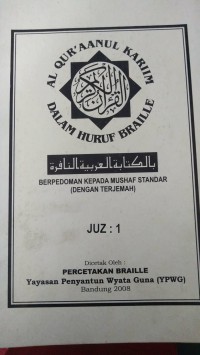 AL QUR'AANUL KARIIM
القرآن الكريم
DALAM HURUF BRAILLE
بالكتابة العربية النافرة
BERPEDOMAN KEPADA MUSHAF STANDAR
(DENGAN TERJEMAH)
JUZ : 1
Dicetak Oleh :
PERCETAKAN BRAILLE
Yayasan Penyantun Wyata Guna (YPWG)
Bandung 2008